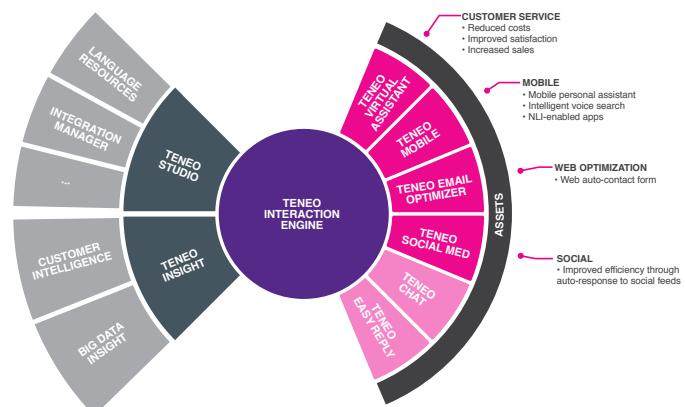 LANGUAGE
RESOURCES
INTEGRATION
MANAGER
...
CUSTOMER
INTELLIGENCE
BIG DATA
INSIGHT
TENEO
STUDIO
TENEO
INSIGHT
TENEO
INTERACTION
ENGINE
TENEO
VIRTUAL
ASSISTANT
TENEO
MOBILE
TENEO EMAIL
OPTIMIZER
TENEO
SOCIAL MED
TENEO
CHAT
TENEO
EASY REPLY
ASSETS
CUSTOMER SERVICE
• Reduced costs
• Improved satisfaction
• Increased sales
MOBILE
• Mobile personal assistant
• Intelligent voice search
• NLI-enabled apps
WEB OPTIMIZATION
• Web auto-contact form
SOCIAL
• Improved efficiency through
auto-response to social feeds